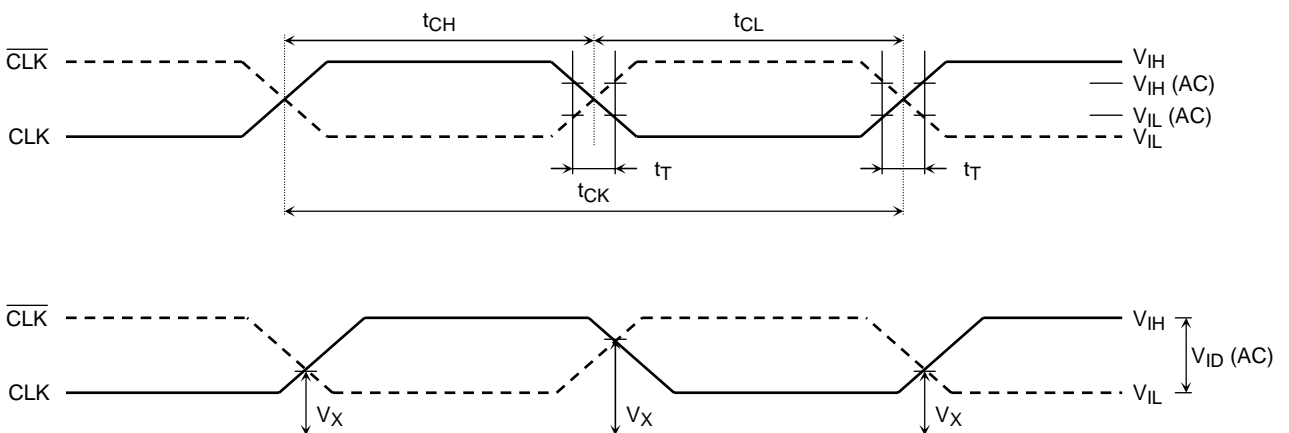 tCH tCL
CLK VIH
VIH (AC)
VIL (AC)
CLK VIL
tT tT
tCK
CLK VIH
VID (AC)
CLK VIL
VX VX VX